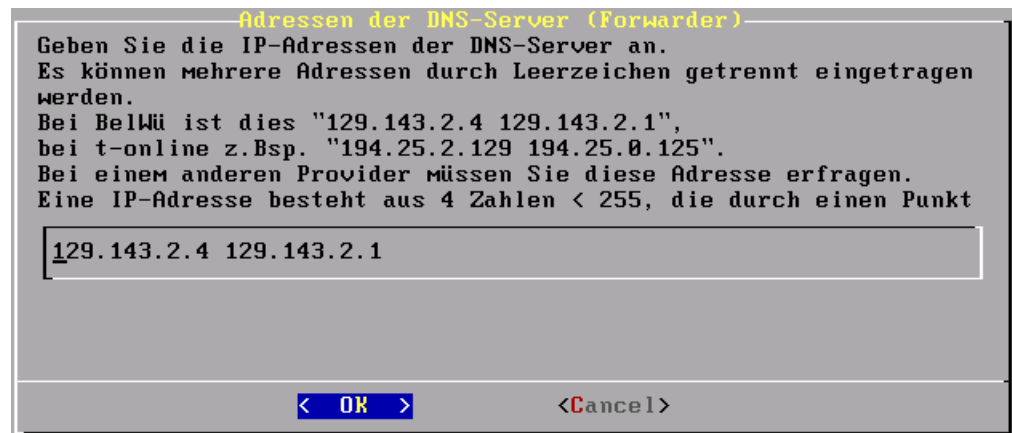 Adressen der DNS-Server (Forwarder)
Geben Sie die IP-Adressen der DNS-Server an.
Es können mehrere Adressen durch Leerzeichen getrennt eingetragen
werden.
Bei BelWü ist dies "129.143.2.4 129.143.2.1",
bei t-online z.Bsp. "194.25.2.129 194.25.0.125".
Bei einem anderen Provider müssen Sie diese Adresse erfragen.
Eine IP-Adresse besteht aus 4 Zahlen < 255, die durch einen Punkt
129.143.2.4 129.143.2.1
< OK > <Cancel>